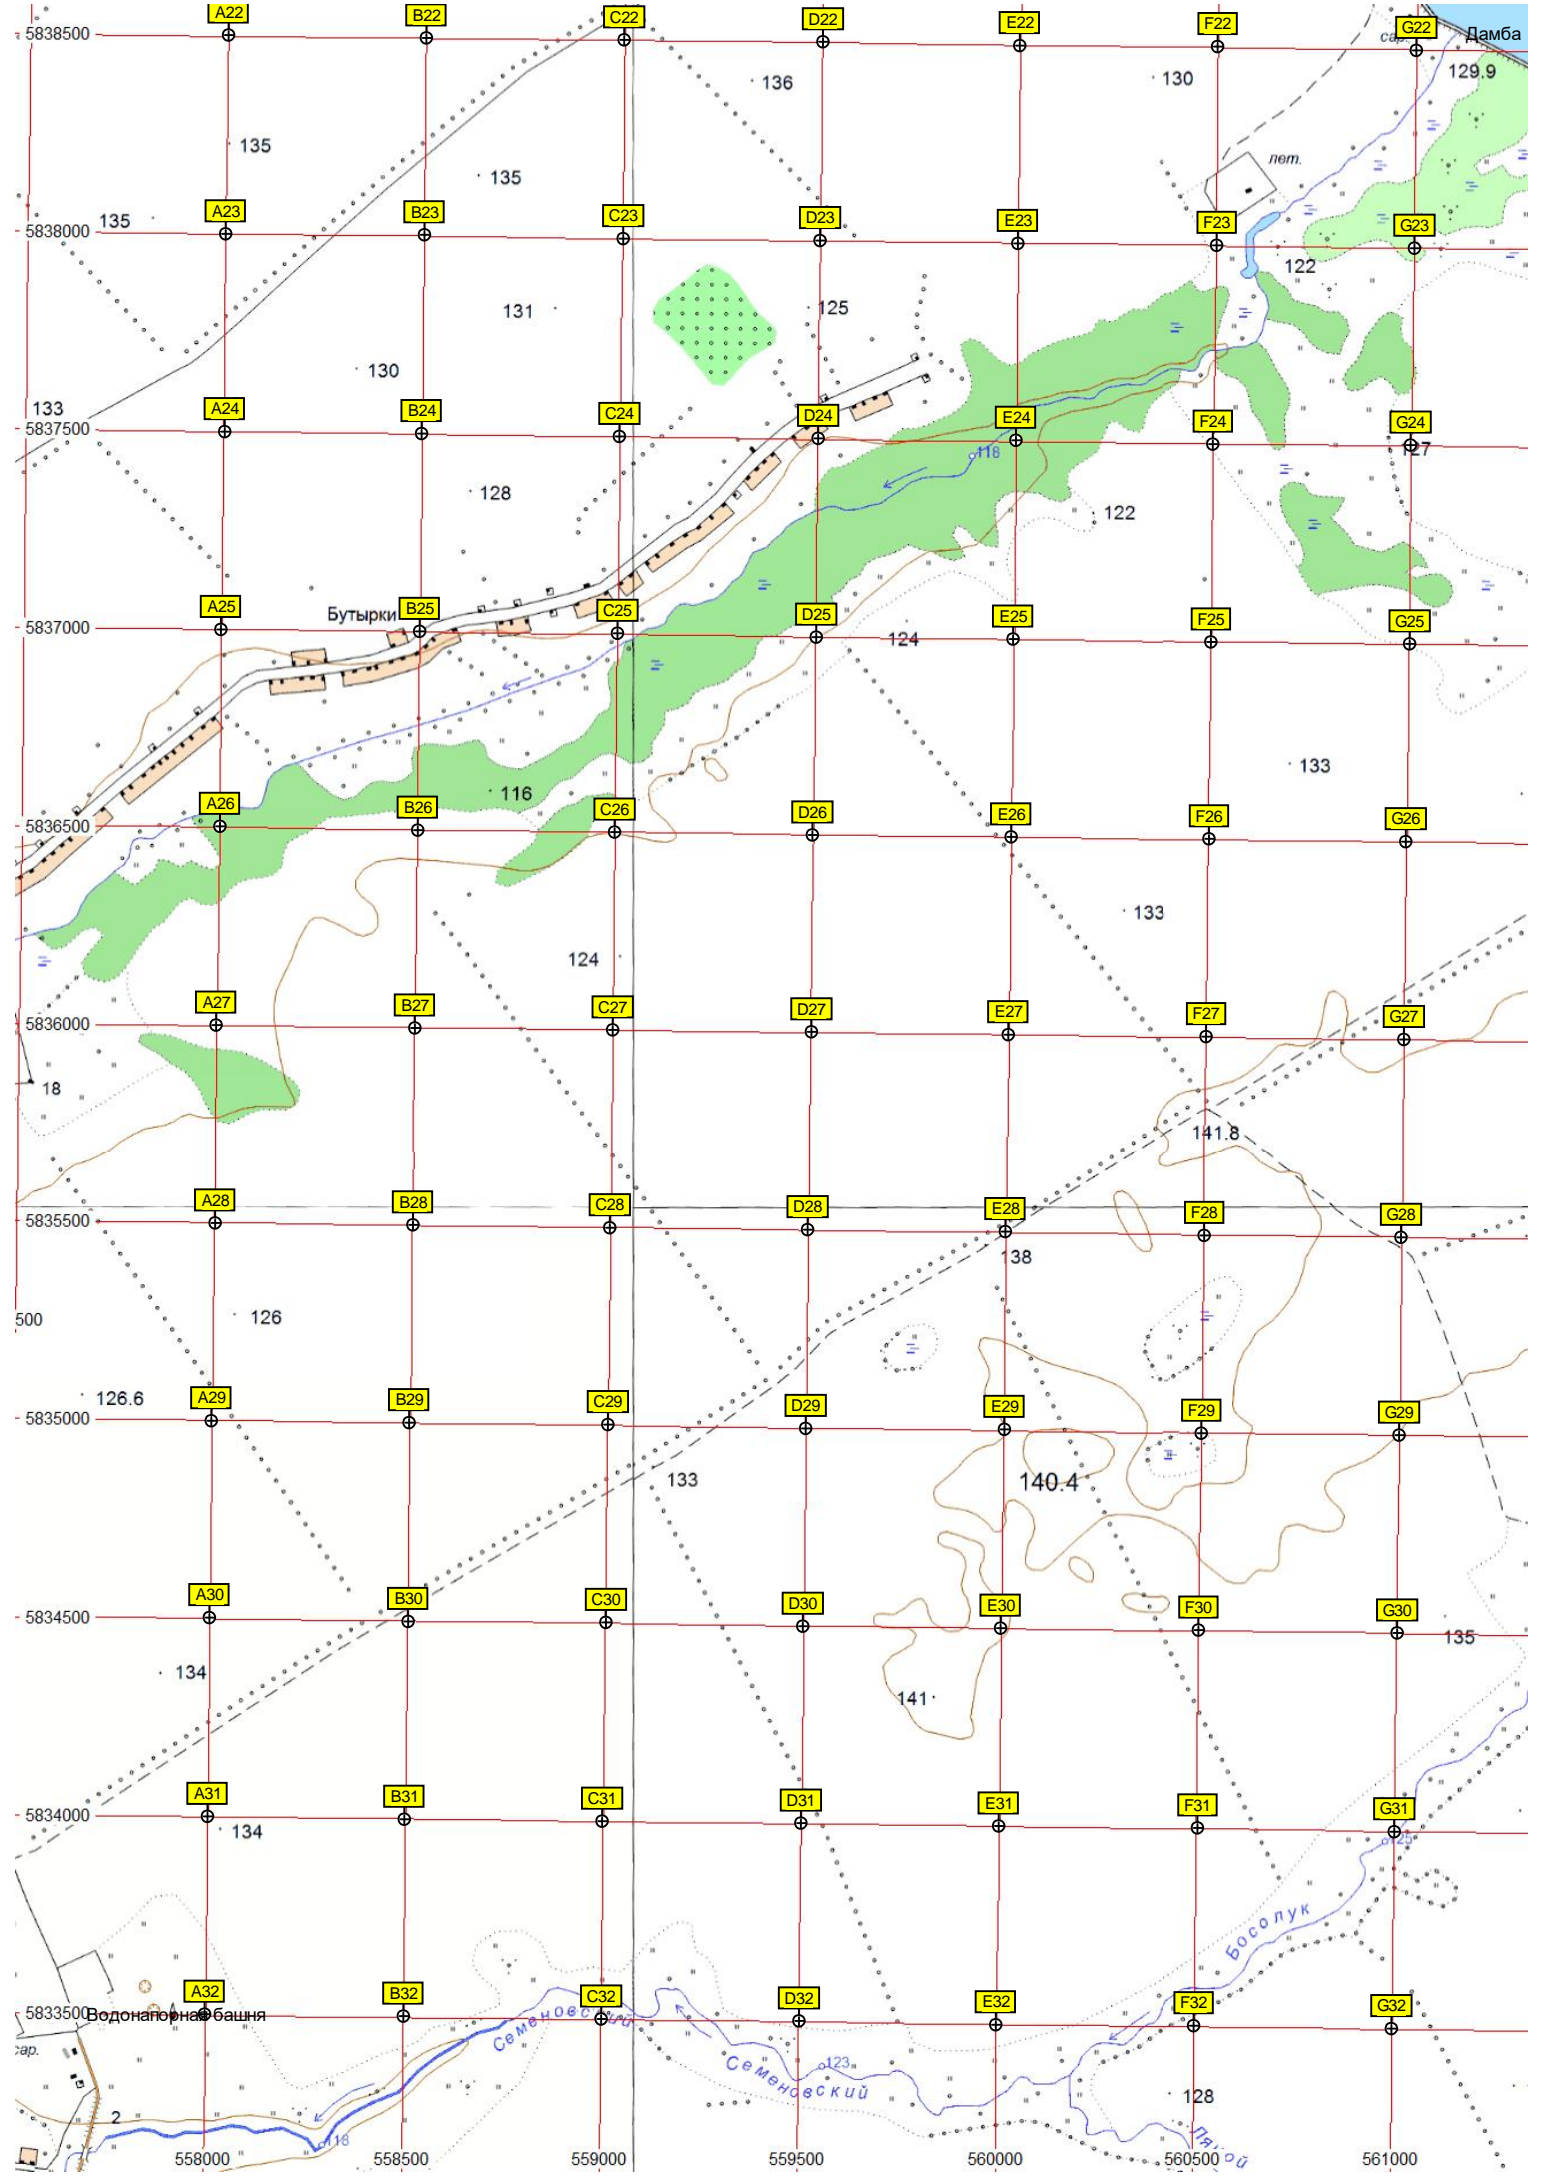 A22 B22 C22 D22 E22 F22 G22
5838500 сар. Дамба
136 130 129.9
135
135 пет.
135 A23 B23 C23 D23 E23 F23 G23
5838000
122
131 125
130
133 A24 B24 C24 D24 E24 F24 G24
5837500
118 127
128 122
Бутырки
A25 B25 C25 D25 E25 F25 G25
5837000 124
133
116
A26 B26 C26 D26 E26 F26 G26
5836500
133
124
A27 B27 C27 D27 E27 F27 G27
5836000
18
141.8
A28 B28 C28 D28 E28 F28 G28
5835500
138
500 126
126.6 A29 B29 C29 D29 E29 F29 G29
5835000
133 140.4
A30 B30 C30 D30 E30 F30 G30
5834500 135
134 141
A31 B31 C31 D31 E31 F31 G31
5834000
134 125
Босолук
A32 B32 C32 D32 E32 F32 G32
5833500 Водонапорная башня
Семеновский
сар.
123
Семеновский
128
2
118
558000 558500 559000 559500 560000 560500 561000